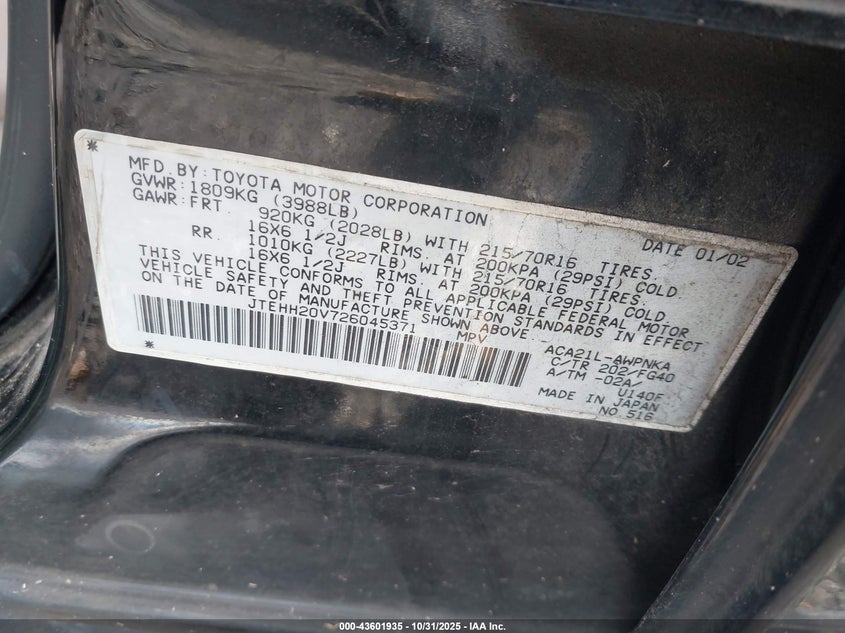 MFD. BY: TOYOTA MOTOR CORPORATION DATE 01/02
GVWR: 1809KG (3988LB)
GAWR: FRT. 920KG (2028LB) WITH 215/70R16 TIRES.
16X6 1/2J RIMS. AT 200KPA (29PSI) COLD.
RR. 1010KG (2227LB) WITH 215/70R16 TIRES.
16X6 1/2J RIMS. AT 200KPA (29PSI) COLD.
THIS VEHICLE CONFORMS TO ALL APPLICABLE FEDERAL MOTOR
VEHICLE SAFETY AND THEFT PREVENTION STANDARDS IN EFFECT
ON THE DATE OF MANUFACTURE SHOWN ABOVE.
JTEHH20V726045371 MPV
ACA21L-AWPNKA
C/TR 202/FG40
A/TM -02A/ U140F
MADE IN JAPAN
NO 516
000-43601935 - 10/31/2025 - IAA Inc.